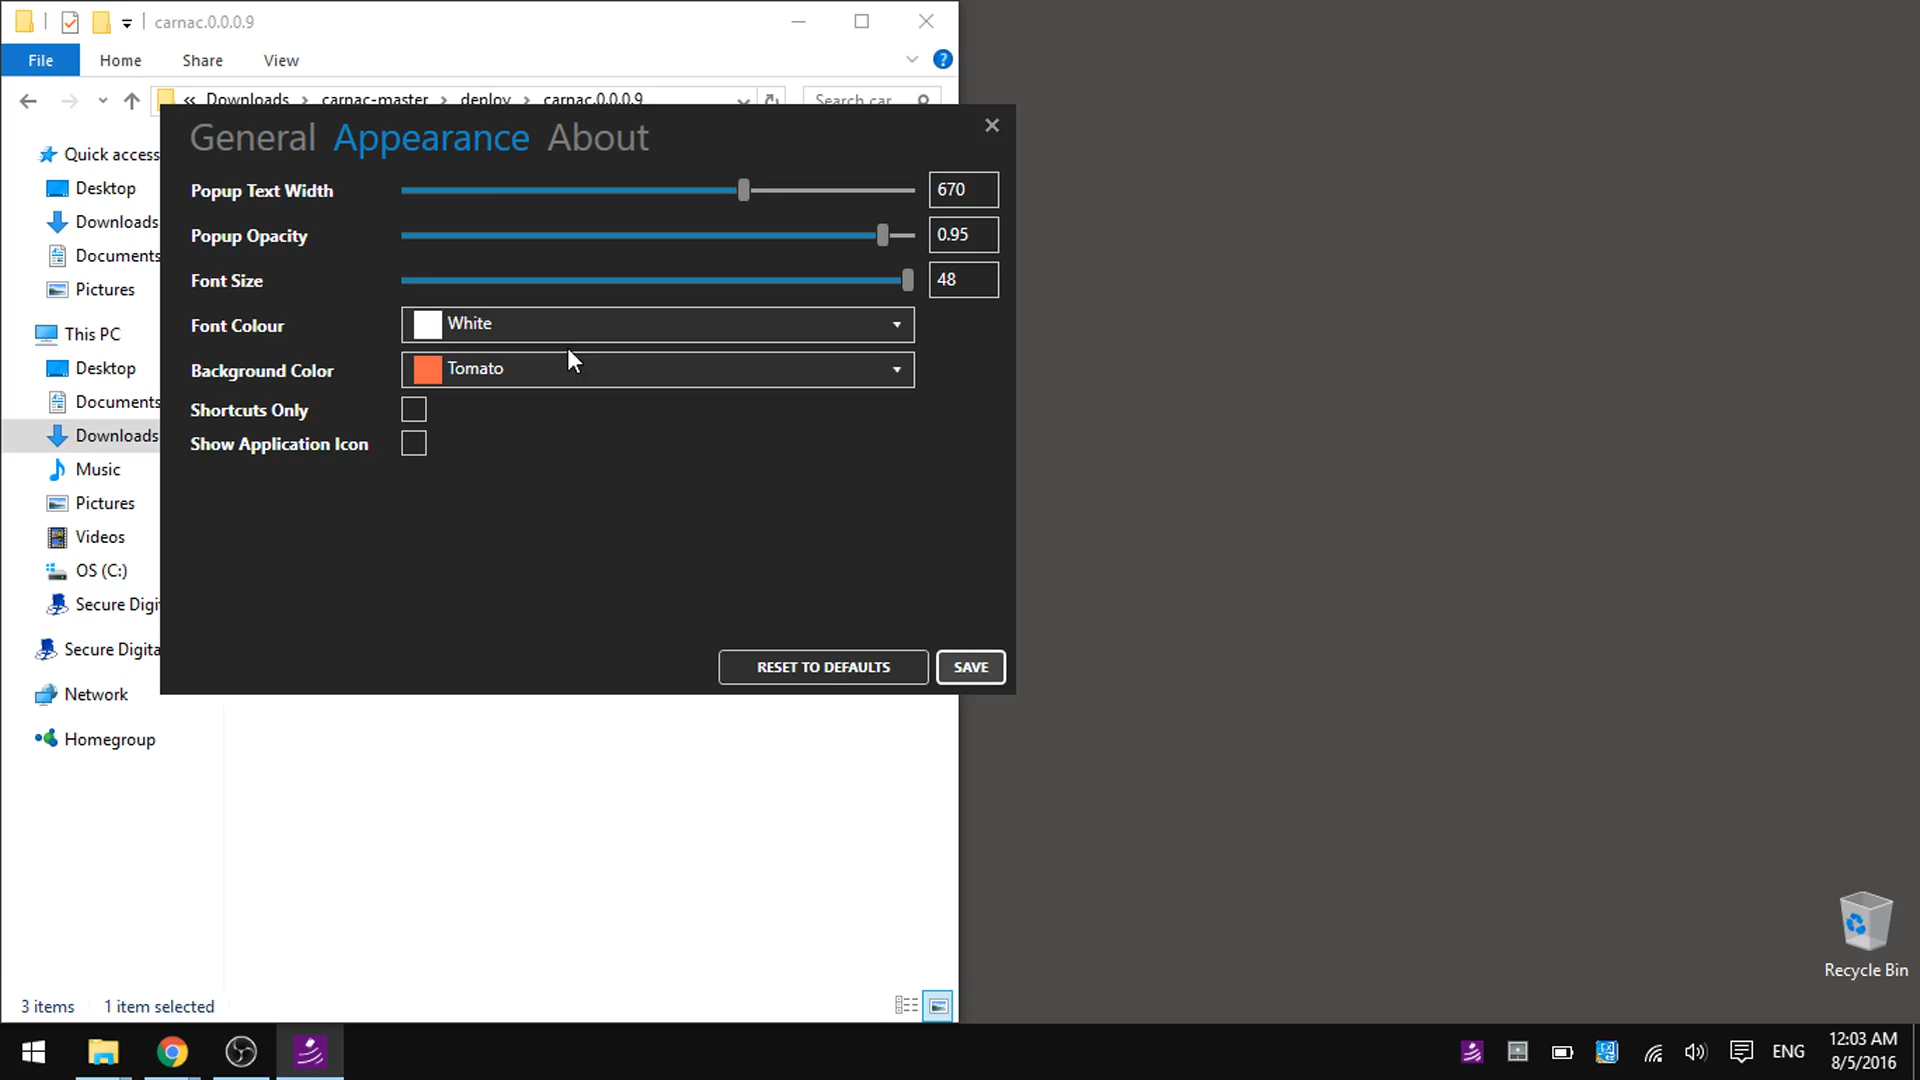 carnac.0.0.0.9
File Home Share View
« Downloads > carnac-master > deploy > carnac.0.0.0.9 Search car
General Appearance About
Quick access
Desktop
Downloads
Documents
Pictures
This PC
Desktop
Documents
Downloads
Music
Pictures
Videos
OS (C:)
Secure Digi
Secure Digita
Network
Homegroup
Popup Text Width 670
Popup Opacity 0.95
Font Size 48
Font Colour White
Background Color Tomato
Shortcuts Only
Show Application Icon
RESET TO DEFAULTS SAVE
3 items 1 item selected
Recycle Bin
ENG
12:03 AM
8/5/2016